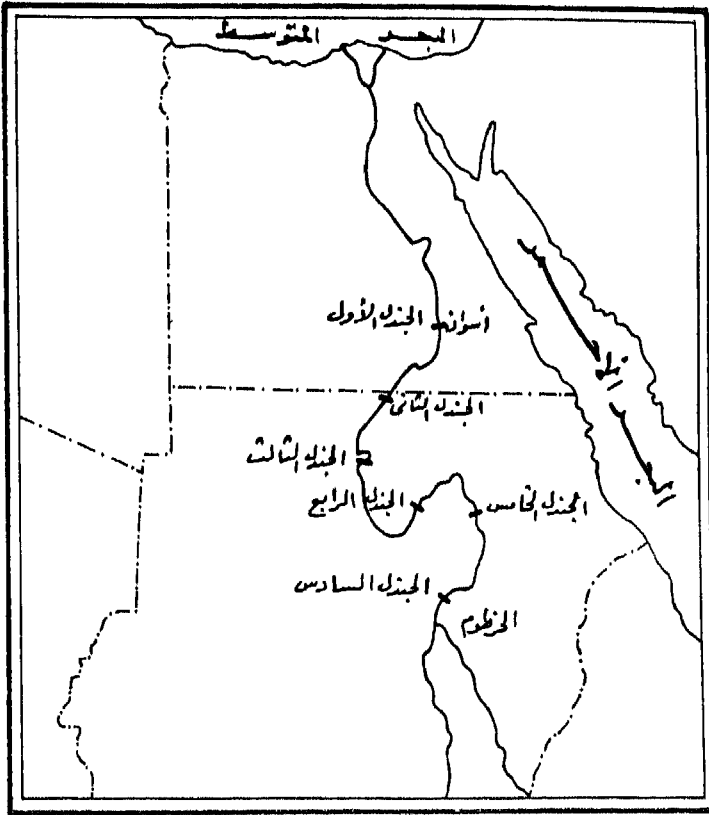 البحر المتوسط
أسوان الجندل الأول
الجندل الثاني
الجندل الثالث
الجندل الخامس
الجندل الرابع
الجندل السادس
الخرطوم